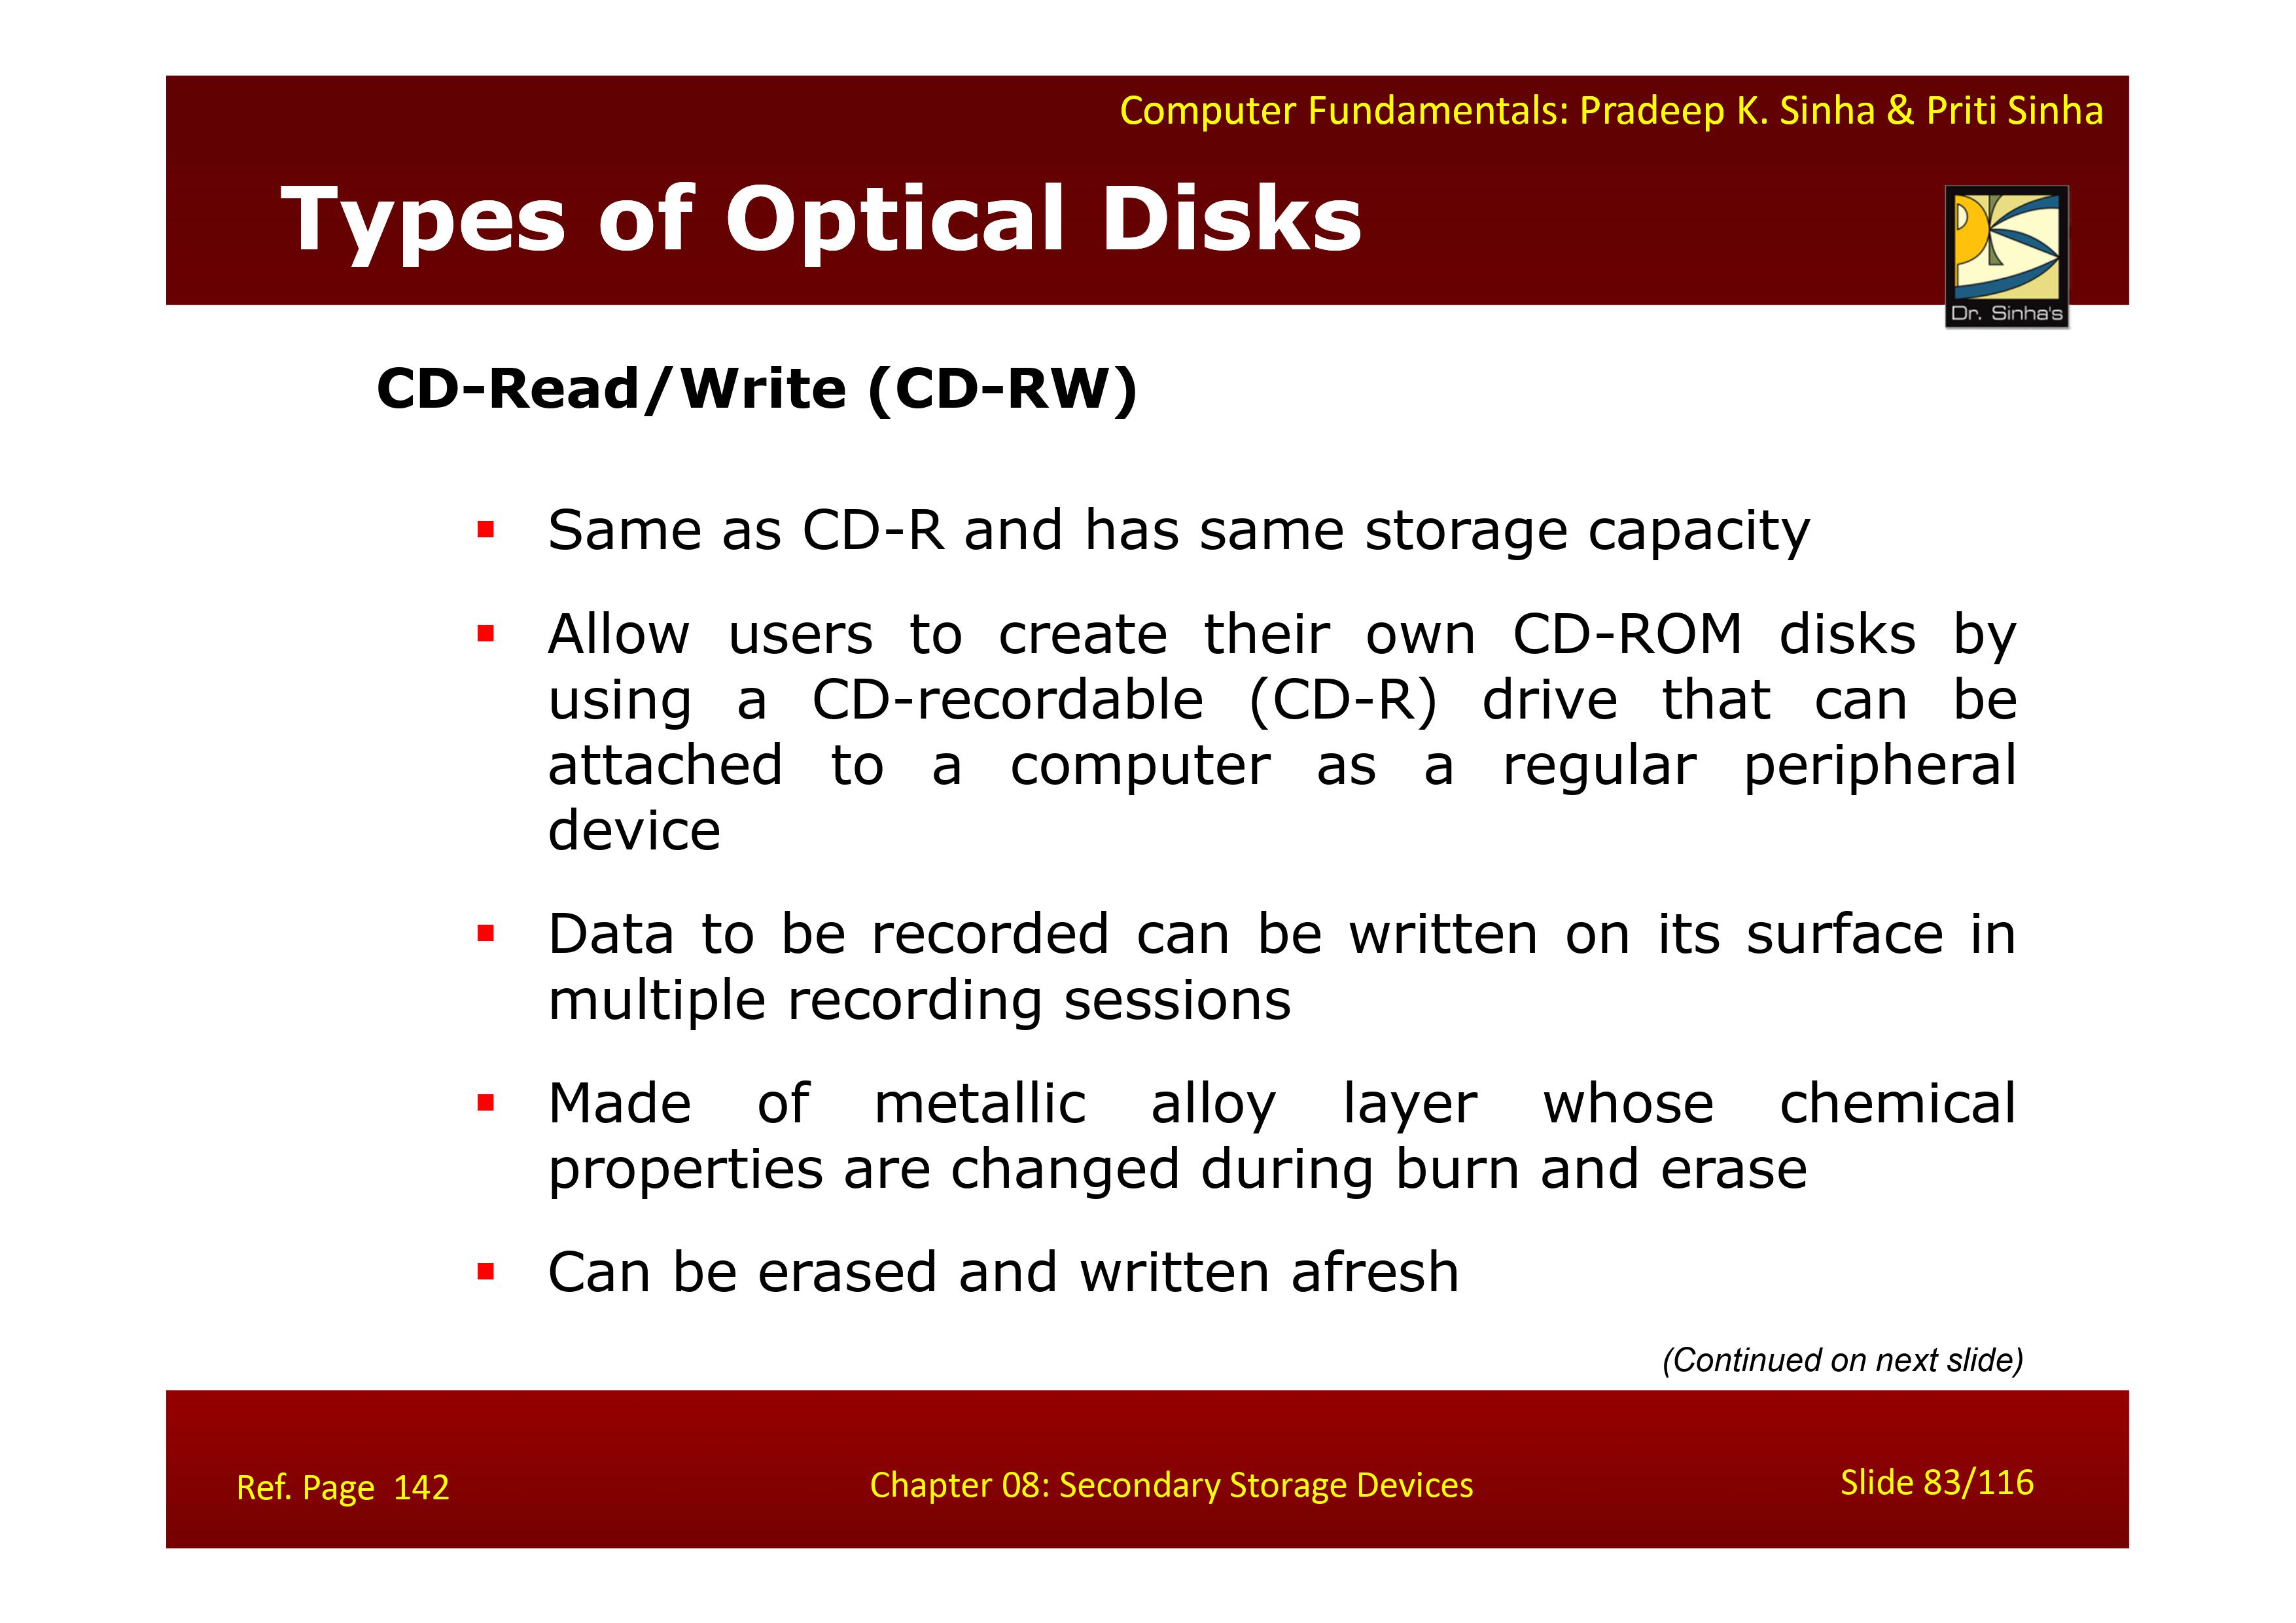 Computer Fundamentals: Pradeep K. Sinha & Priti Sinha
Types of Optical Disks
Dr. Sinha's
CD-Read/Write (CD-RW)
▪ Same as CD-R and has same storage capacity
▪ Allow users to create their own CD-ROM disks by
using a CD-recordable (CD-R) drive that can be
attached to a computer as a regular peripheral
device
▪ Data to be recorded can be written on its surface in
multiple recording sessions
▪ Made of metallic alloy layer whose chemical
properties are changed during burn and erase
▪ Can be erased and written afresh
(Continued on next slide)
Ref. Page 142
Chapter 08: Secondary Storage Devices
Slide 83/116